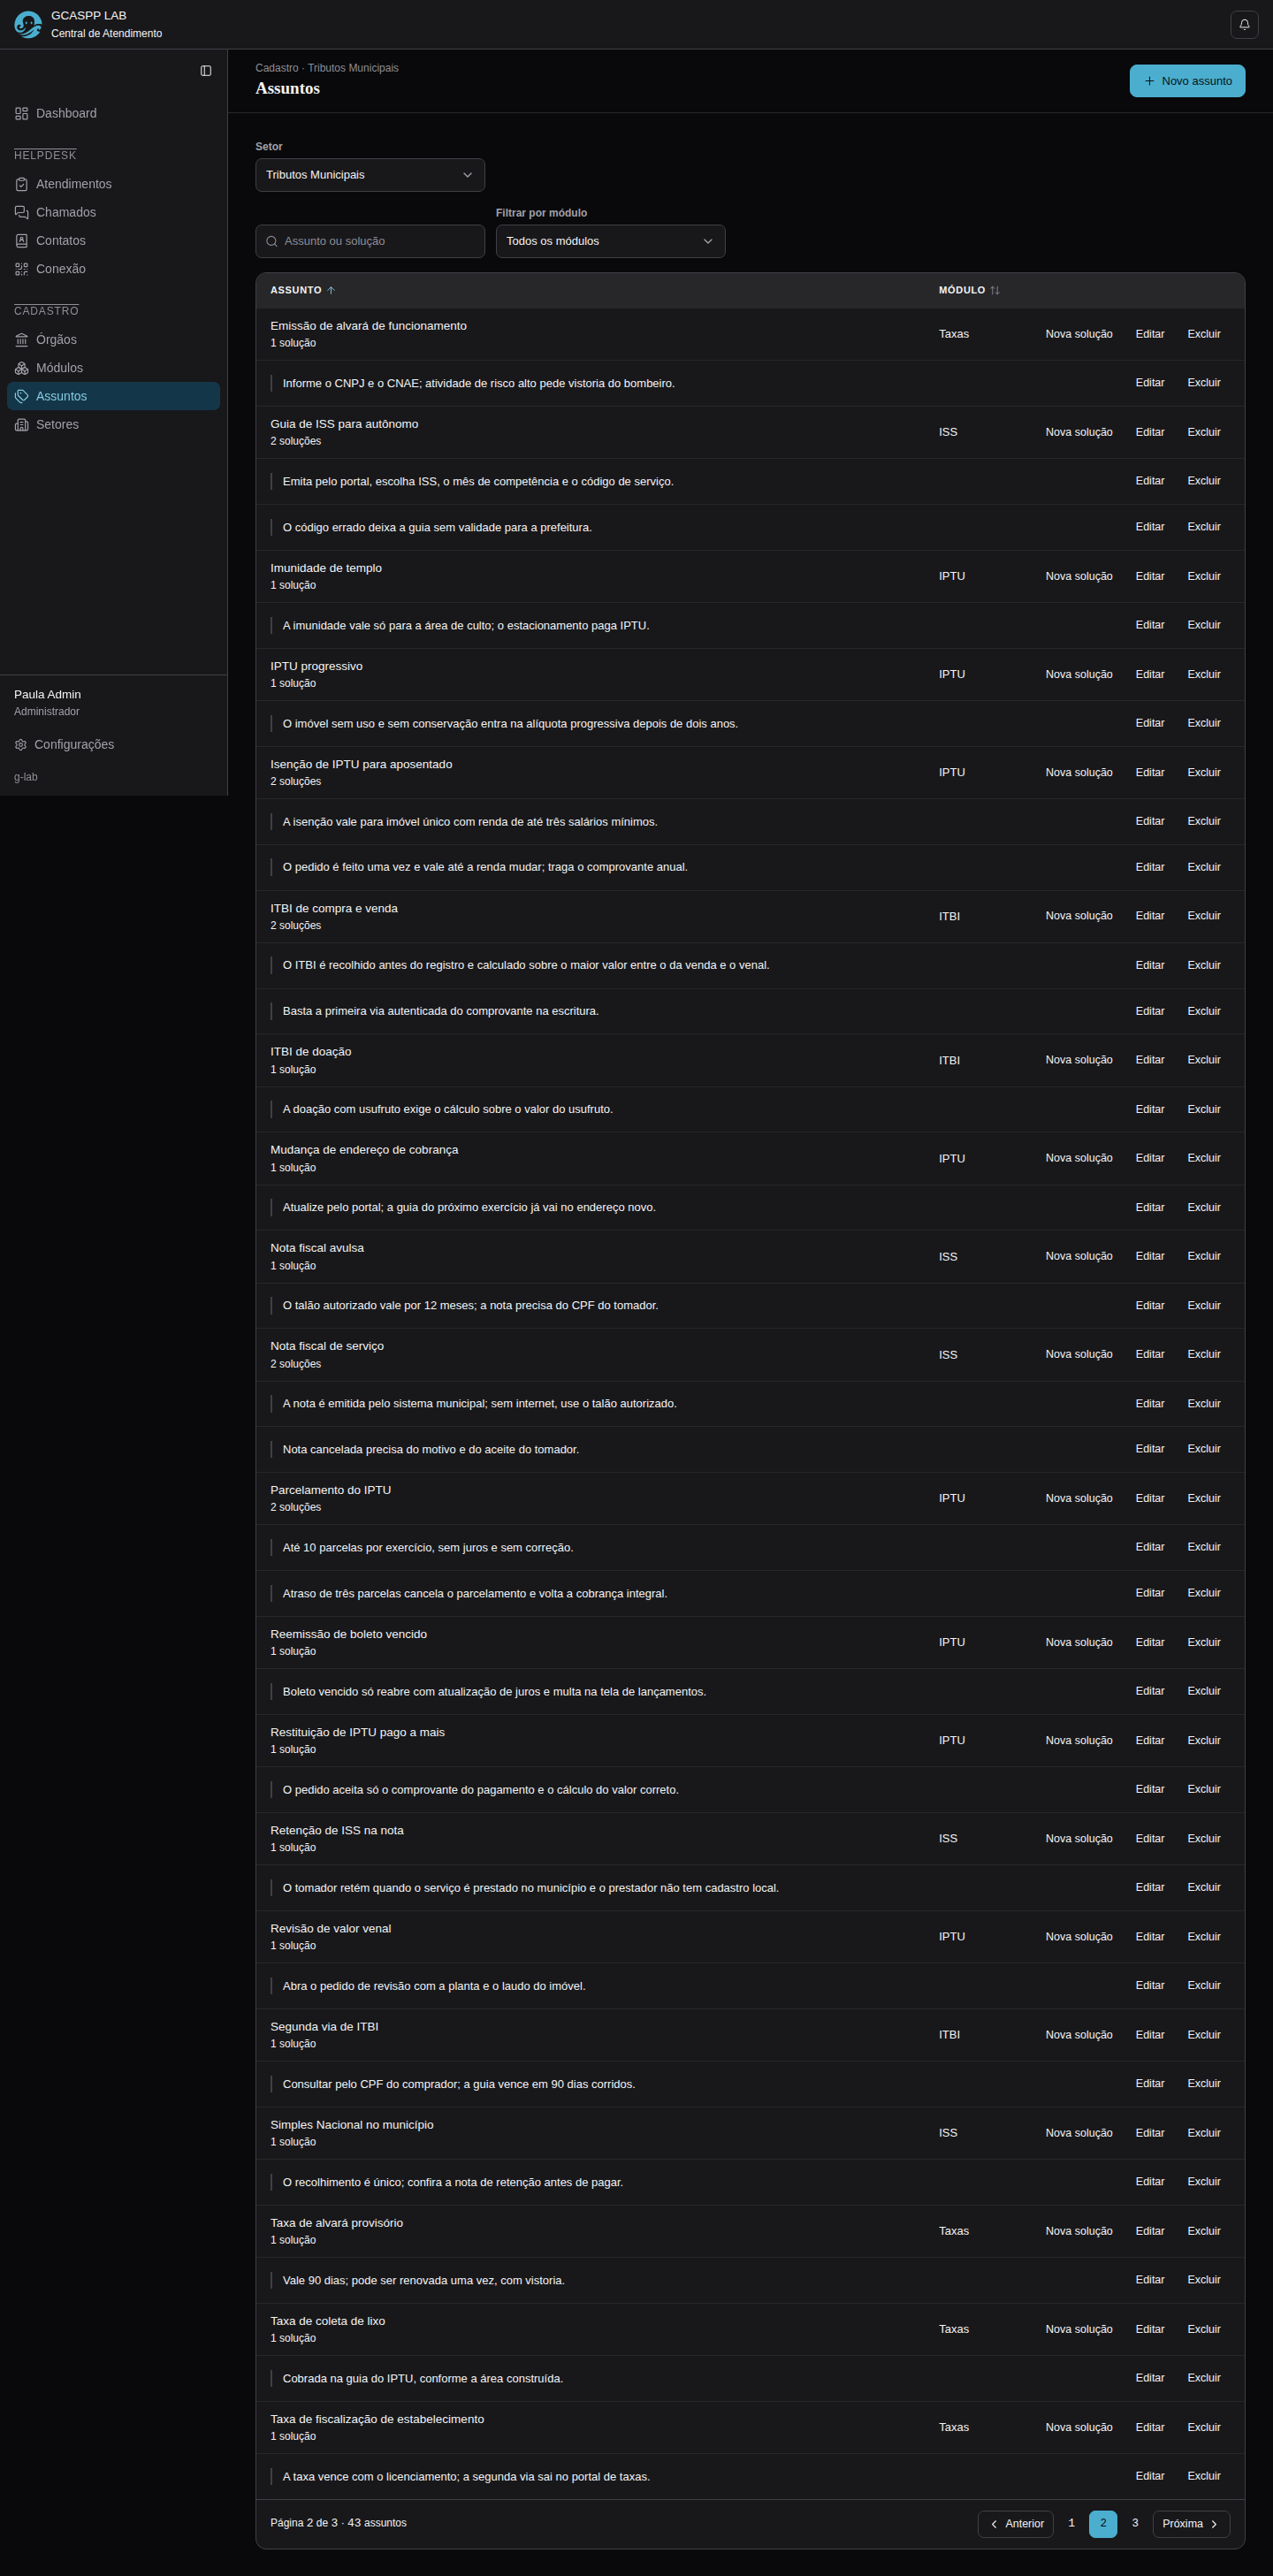 GCASPP LAB
Central de Atendimento
Dashboard
HELPDESK
Atendimentos
Chamados
Contatos
Conexão
CADASTRO
Órgãos
Módulos
Assuntos
Setores
Paula Admin
Administrador
Configurações
g-lab
Cadastro · Tributos Municipais
Assuntos
Novo assunto
Setor
Tributos Municipais
Filtrar por módulo
Assunto ou solução
Todos os módulos
ASSUNTO MÓDULO
Emissão de alvará de funcionamento
1 solução
Taxas Nova solução Editar Excluir
Informe o CNPJ e o CNAE; atividade de risco alto pede vistoria do bombeiro. Editar Excluir
Guia de ISS para autônomo
2 soluções
ISS Nova solução Editar Excluir
Emita pelo portal, escolha ISS, o mês de competência e o código de serviço. Editar Excluir
O código errado deixa a guia sem validade para a prefeitura. Editar Excluir
Imunidade de templo
1 solução
IPTU Nova solução Editar Excluir
A imunidade vale só para a área de culto; o estacionamento paga IPTU. Editar Excluir
IPTU progressivo
1 solução
IPTU Nova solução Editar Excluir
O imóvel sem uso e sem conservação entra na alíquota progressiva depois de dois anos. Editar Excluir
Isenção de IPTU para aposentado
2 soluções
IPTU Nova solução Editar Excluir
A isenção vale para imóvel único com renda de até três salários mínimos. Editar Excluir
O pedido é feito uma vez e vale até a renda mudar; traga o comprovante anual. Editar Excluir
ITBI de compra e venda
2 soluções
ITBI Nova solução Editar Excluir
O ITBI é recolhido antes do registro e calculado sobre o maior valor entre o da venda e o venal. Editar Excluir
Basta a primeira via autenticada do comprovante na escritura. Editar Excluir
ITBI de doação
1 solução
ITBI Nova solução Editar Excluir
A doação com usufruto exige o cálculo sobre o valor do usufruto. Editar Excluir
Mudança de endereço de cobrança
1 solução
IPTU Nova solução Editar Excluir
Atualize pelo portal; a guia do próximo exercício já vai no endereço novo. Editar Excluir
Nota fiscal avulsa
1 solução
ISS Nova solução Editar Excluir
O talão autorizado vale por 12 meses; a nota precisa do CPF do tomador. Editar Excluir
Nota fiscal de serviço
2 soluções
ISS Nova solução Editar Excluir
A nota é emitida pelo sistema municipal; sem internet, use o talão autorizado. Editar Excluir
Nota cancelada precisa do motivo e do aceite do tomador. Editar Excluir
Parcelamento do IPTU
2 soluções
IPTU Nova solução Editar Excluir
Até 10 parcelas por exercício, sem juros e sem correção. Editar Excluir
Atraso de três parcelas cancela o parcelamento e volta a cobrança integral. Editar Excluir
Reemissão de boleto vencido
1 solução
IPTU Nova solução Editar Excluir
Boleto vencido só reabre com atualização de juros e multa na tela de lançamentos. Editar Excluir
Restituição de IPTU pago a mais
1 solução
IPTU Nova solução Editar Excluir
O pedido aceita só o comprovante do pagamento e o cálculo do valor correto. Editar Excluir
Retenção de ISS na nota
1 solução
ISS Nova solução Editar Excluir
O tomador retém quando o serviço é prestado no município e o prestador não tem cadastro local. Editar Excluir
Revisão de valor venal
1 solução
IPTU Nova solução Editar Excluir
Abra o pedido de revisão com a planta e o laudo do imóvel. Editar Excluir
Segunda via de ITBI
1 solução
ITBI Nova solução Editar Excluir
Consultar pelo CPF do comprador; a guia vence em 90 dias corridos. Editar Excluir
Simples Nacional no município
1 solução
ISS Nova solução Editar Excluir
O recolhimento é único; confira a nota de retenção antes de pagar. Editar Excluir
Taxa de alvará provisório
1 solução
Taxas Nova solução Editar Excluir
Vale 90 dias; pode ser renovada uma vez, com vistoria. Editar Excluir
Taxa de coleta de lixo
1 solução
Taxas Nova solução Editar Excluir
Cobrada na guia do IPTU, conforme a área construída. Editar Excluir
Taxa de fiscalização de estabelecimento
1 solução
Taxas Nova solução Editar Excluir
A taxa vence com o licenciamento; a segunda via sai no portal de taxas. Editar Excluir
Página 2 de 3 · 43 assuntos Anterior 1 2 3 Próxima